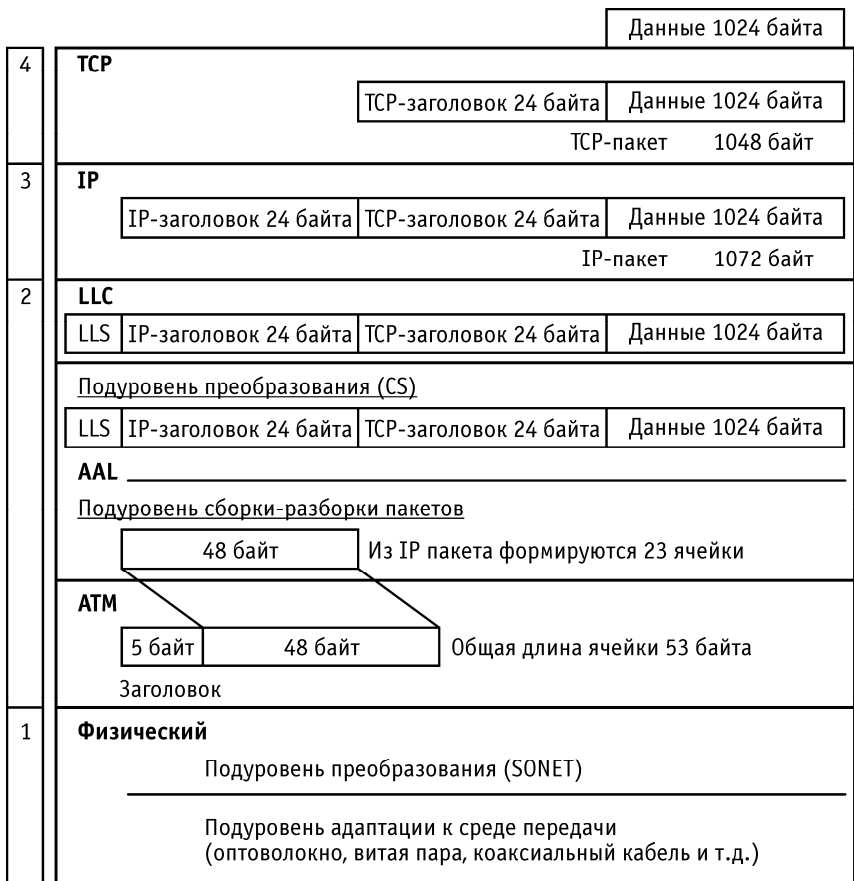 Данные 1024 байта
4 TCP
TCP-заголовок 24 байта Данные 1024 байта
TCP-пакет 1048 байт
3 IP
IP-заголовок 24 байта TCP-заголовок 24 байта Данные 1024 байта
IP-пакет 1072 байт
2 LLC
LLS IP-заголовок 24 байта TCP-заголовок 24 байта Данные 1024 байта
Подуровень преобразования (CS)
LLS IP-заголовок 24 байта TCP-заголовок 24 байта Данные 1024 байта
AAL
Подуровень сборки-разборки пакетов
48 байт Из IP пакета формируются 23 ячейки
ATM
5 байт 48 байт Общая длина ячейки 53 байта
Заголовок
1 Физический
Подуровень преобразования (SONET)
Подуровень адаптации к среде передачи
(оптоволокно, витая пара, коаксиальный кабель и т.д.)